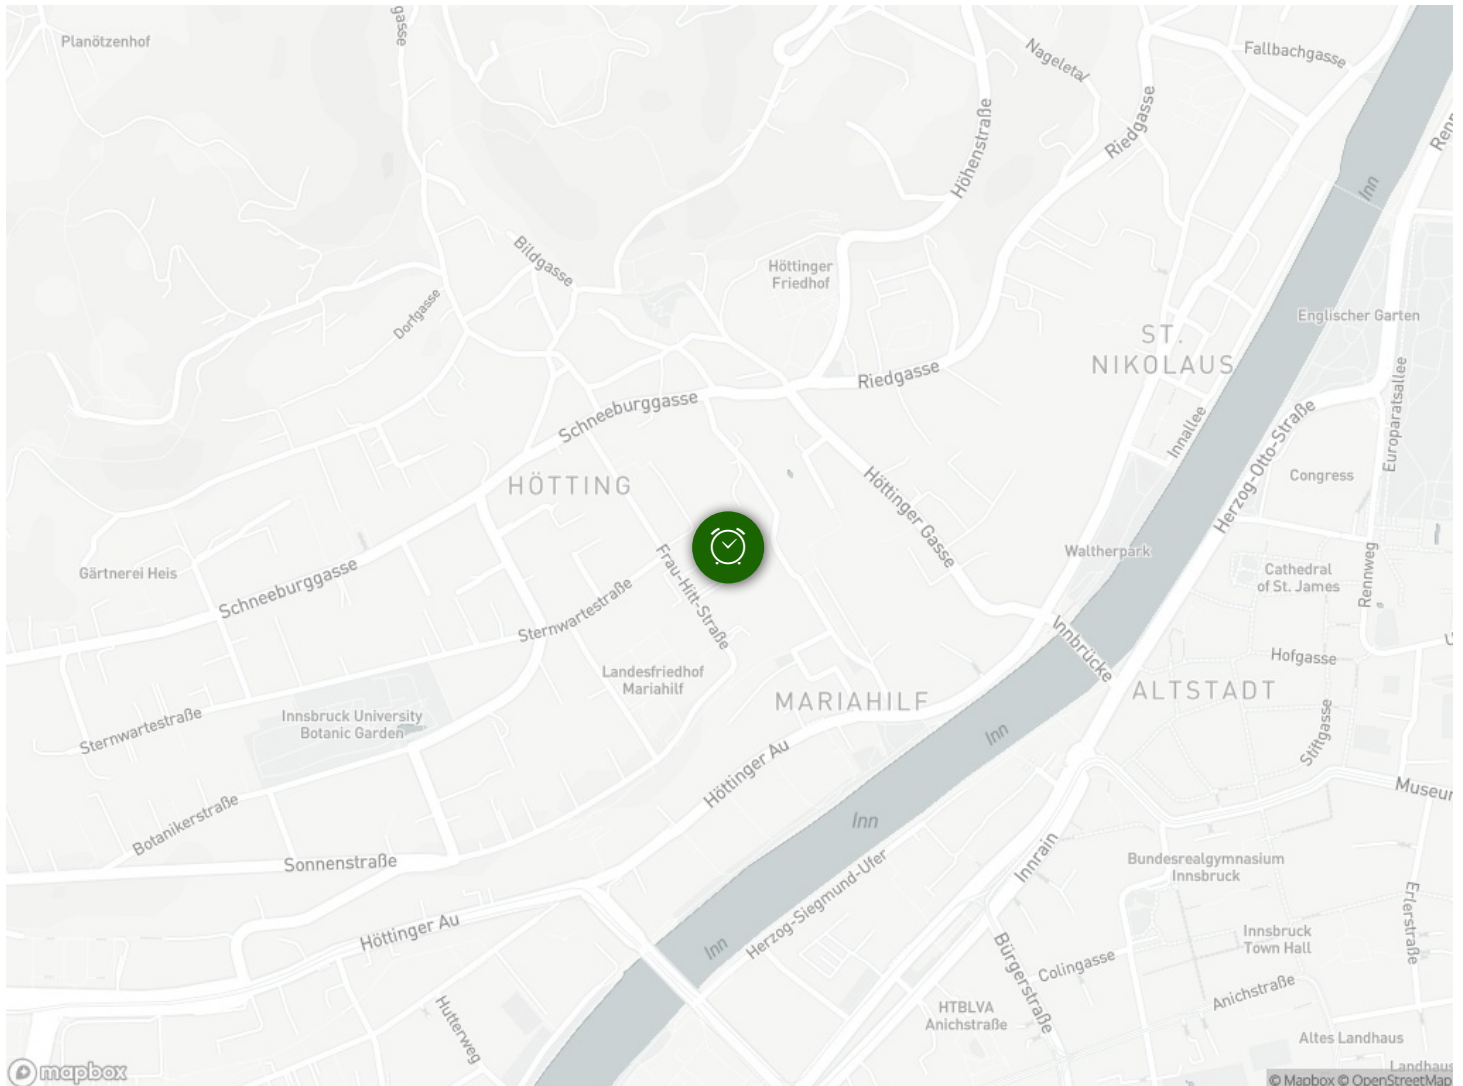 Planötzenhof
gasse
Nageletal
Fallbachgasse
Höhenstraße
Riedgasse
Inn
Bildgasse
Höttinger
Friedhof
Dorfgasse
Englischer Garten
ST.
NIKOLAUS
Riedgasse
Schneeburggasse
Innallee
Herzog-Otto-Straße
Europaratsallee
HÖTTING
Congress
Höttinger Gasse
Waltherpark
Gärtnerei Heis
Schneeburggasse
Frau-Hitt-Straße
Sternwartestraße
Cathedral
of St. James
Rennweg
Innbrücke
Hofgasse
Landesfriedhof
Mariahilf
MARIAHILF
ALTSTADT
Sternwartestraße
Innsbruck University
Botanic Garden
Inn
Stiftgasse
Höttinger Au
Museum
Botanikerstraße
Inn
Sonnenstraße
Innrain
Bundesrealgymnasium
Innsbruck
Herzog-Siegmund-Ufer
Erlerstraße
Höttinger Au
Inn
Innsbruck
Town Hall
Bürgerstraße
Colingasse
Anichstraße
Hutterweg
HTBLVA
Anichstraße
Altes Landhaus
Landhaus
mapbox
© Mapbox © OpenStreetMap